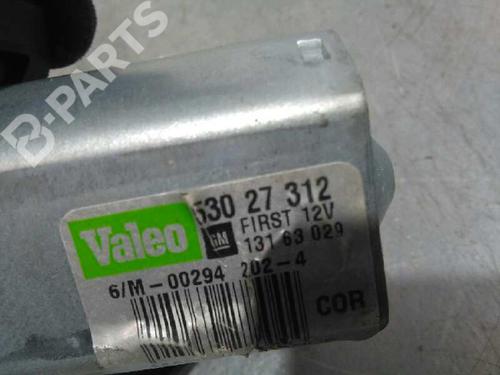 B-PARTS
Valeo
530 27 312
FIRST 12V
GM
131 63 029
6/M-00294 202-4
COR